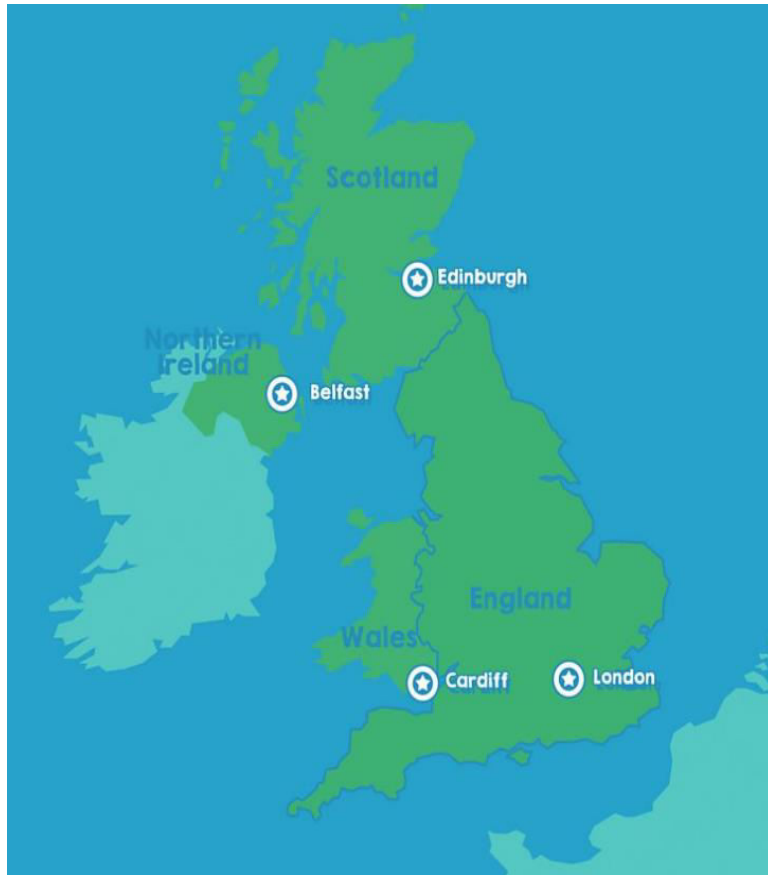 Scotland
Edinburgh
Northern
Ireland
Belfast
England
Wales
Cardiff
London